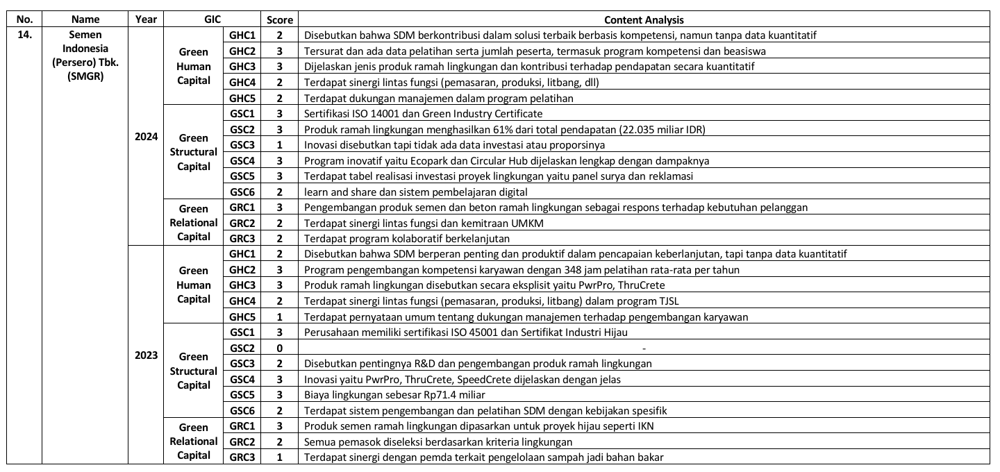 No. Name Year GIC Score Content Analysis
14. Semen Indonesia (Persero) Tbk. (SMGR)
2024
Green Human Capital
GHC1 2 Disebutkan bahwa SDM berkontribusi dalam solusi terbaik berbasis kompetensi, namun tanpa data kuantitatif
GHC2 3 Tersurat dan ada data pelatihan serta jumlah peserta, termasuk program kompetensi dan beasiswa
GHC3 3 Dijelaskan jenis produk ramah lingkungan dan kontribusi terhadap pendapatan secara kuantitatif
GHC4 2 Terdapat sinergi lintas fungsi (pemasaran, produksi, litbang, dll)
GHC5 2 Terdapat dukungan manajemen dalam program pelatihan
Green Structural Capital
GSC1 3 Sertifikasi ISO 14001 dan Green Industry Certificate
GSC2 3 Produk ramah lingkungan menghasilkan 61% dari total pendapatan (22.035 miliar IDR)
GSC3 1 Inovasi disebutkan tapi tidak ada data investasi atau proporsinya
GSC4 3 Program inovatif yaitu Ecopark dan Circular Hub dijelaskan lengkap dengan dampaknya
GSC5 3 Terdapat tabel realisasi investasi proyek lingkungan yaitu panel surya dan reklamasi
GSC6 2 learn and share dan sistem pembelajaran digital
Green Relational Capital
GRC1 3 Pengembangan produk semen dan beton ramah lingkungan sebagai respons terhadap kebutuhan pelanggan
GRC2 2 Terdapat sinergi lintas fungsi dan kemitraan UMKM
GRC3 2 Terdapat program kolaboratif berkelanjutan
2023
Green Human Capital
GHC1 2 Disebutkan bahwa SDM berperan penting dan produktif dalam pencapaian keberlanjutan, tapi tanpa data kuantitatif
GHC2 3 Program pengembangan kompetensi karyawan dengan 348 jam pelatihan rata-rata per tahun
GHC3 3 Produk ramah lingkungan disebutkan secara eksplisit yaitu PwrPro, ThruCrete
GHC4 2 Terdapat sinergi lintas fungsi (pemasaran, produksi, litbang) dalam program TJSL
GHC5 1 Terdapat pernyataan umum tentang dukungan manajemen terhadap pengembangan karyawan
Green Structural Capital
GSC1 3 Perusahaan memiliki sertifikasi ISO 45001 dan Sertifikat Industri Hijau
GSC2 0 -
GSC3 2 Disebutkan pentingnya R&D dan pengembangan produk ramah lingkungan
GSC4 3 Inovasi yaitu PwrPro, ThruCrete, SpeedCrete dijelaskan dengan jelas
GSC5 3 Biaya lingkungan sebesar Rp71.4 miliar
GSC6 2 Terdapat sistem pengembangan dan pelatihan SDM dengan kebijakan spesifik
Green Relational Capital
GRC1 3 Produk semen ramah lingkungan dipasarkan untuk proyek hijau seperti IKN
GRC2 2 Semua pemasok diseleksi berdasarkan kriteria lingkungan
GRC3 1 Terdapat sinergi dengan pemda terkait pengelolaan sampah jadi bahan bakar